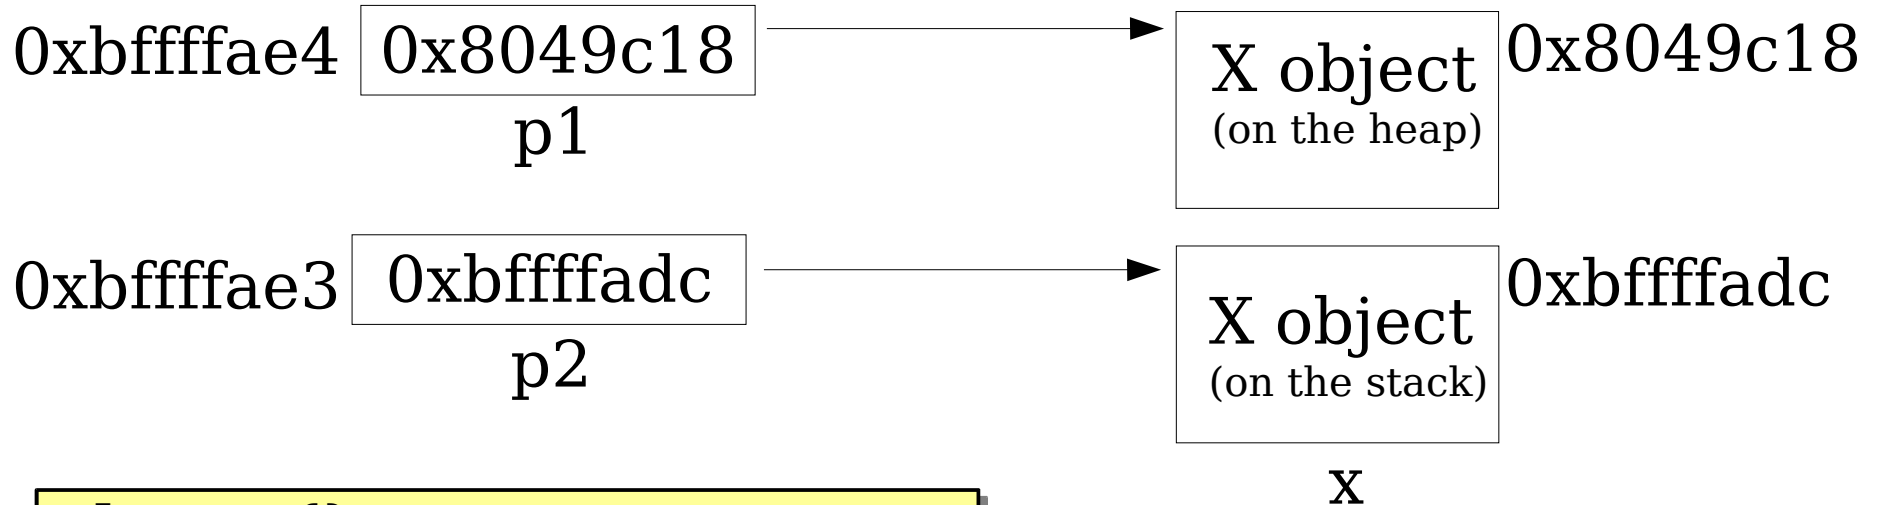 0xbffffae4 0x8049c18 X object 0x8049c18
(on the heap)
p1
0xbffffae3 0xbffffadc X object 0xbffffadc
(on the stack)
p2
x